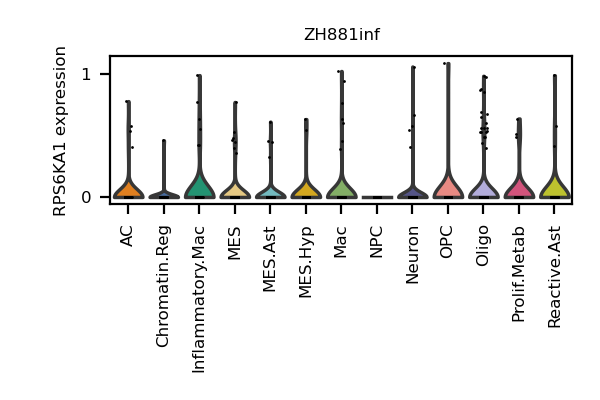 ZH881inf
RPS6KA1 expression
1
0
AC
Chromatin.Reg
Inflammatory.Mac
MES
MES.Ast
MES.Hyp
Mac
NPC
Neuron
OPC
Oligo
Prolif.Metab
Reactive.Ast